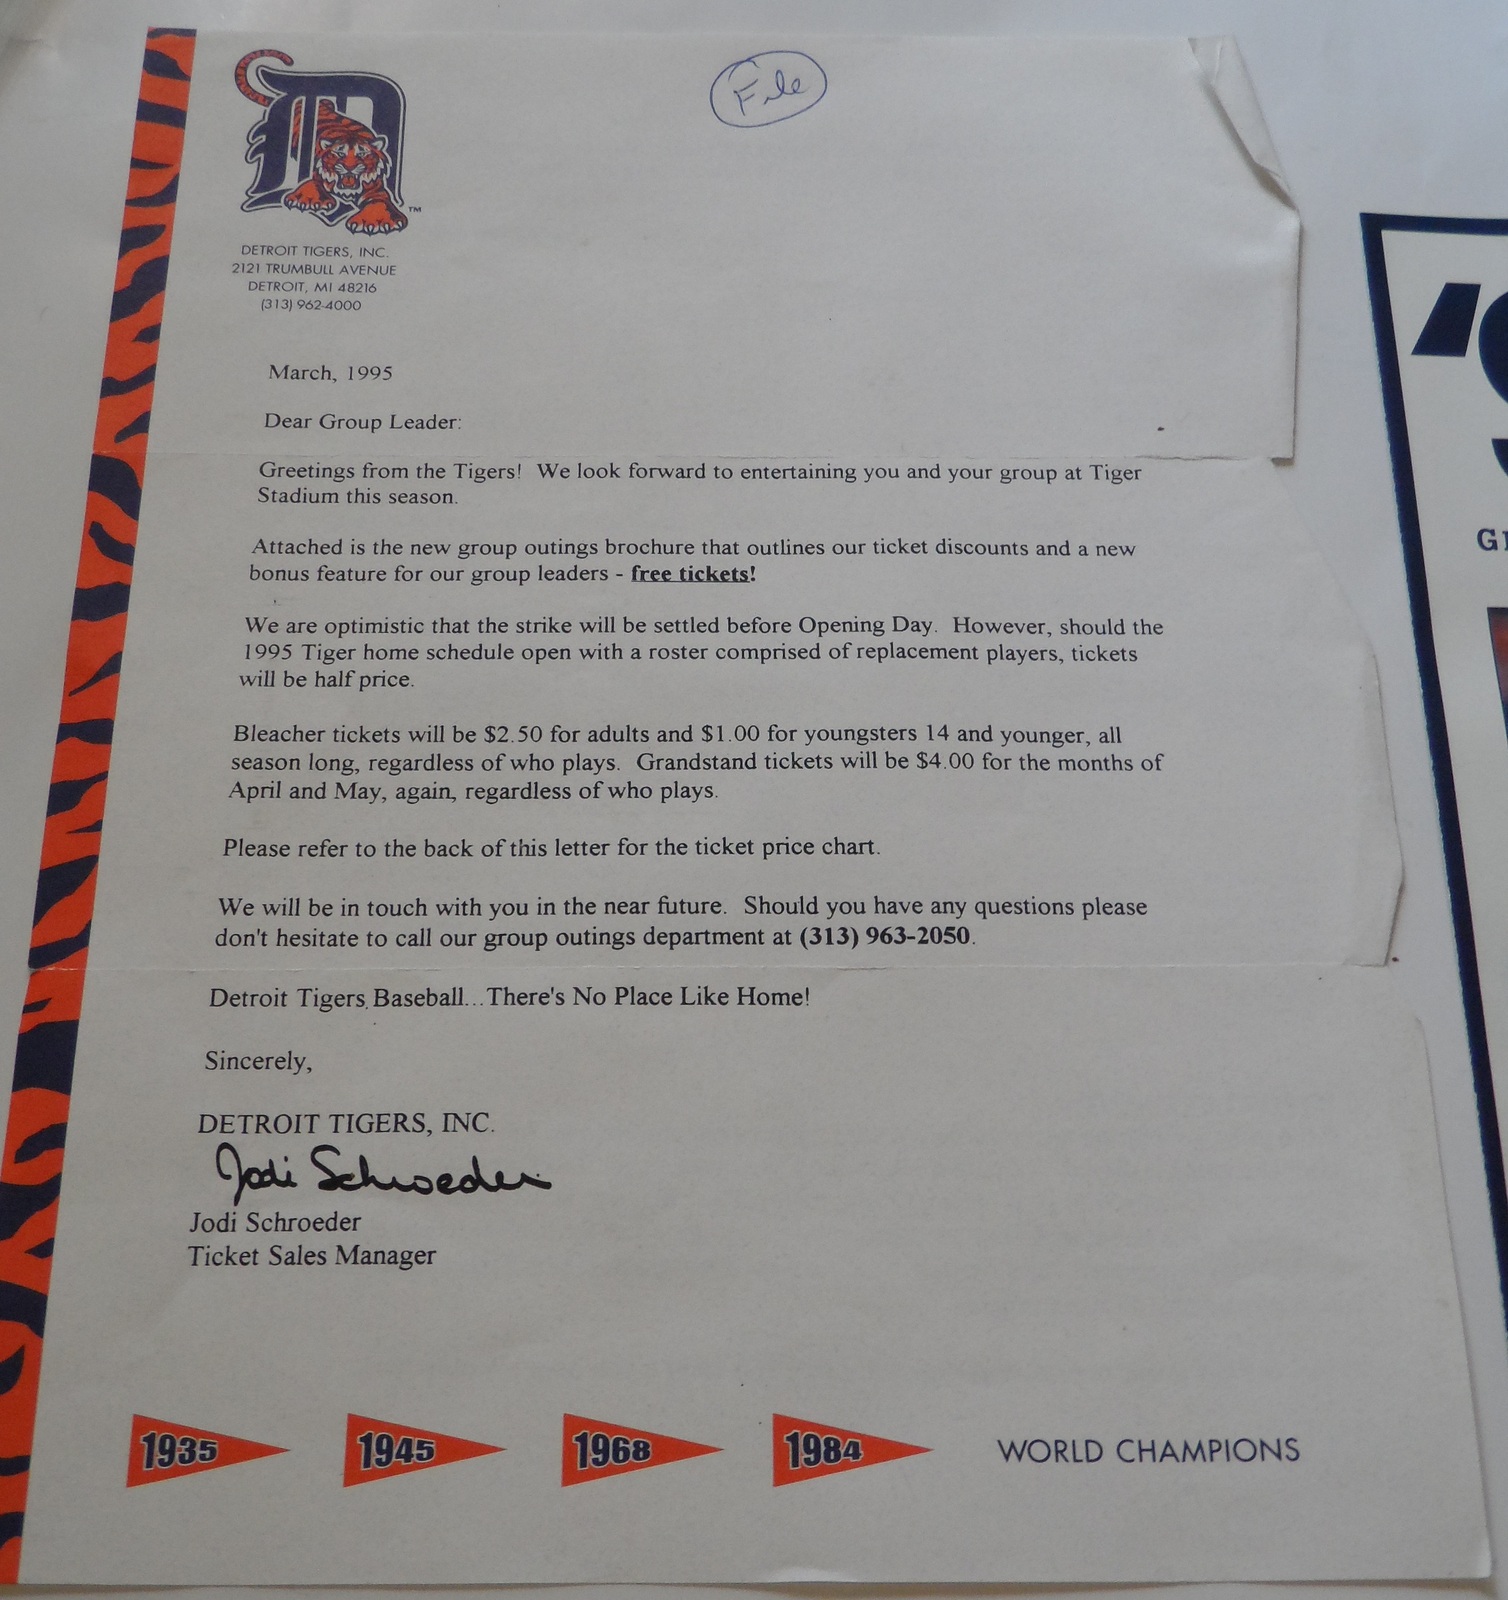 File
DETROIT TIGERS, INC.
2121 TRUMBULL AVENUE
DETROIT, MI 48216
(313) 962-4000
March, 1995
Dear Group Leader:
Greetings from the Tigers!  We look forward to entertaining you and your group at Tiger
Stadium this season.
Attached is the new group outings brochure that outlines our ticket discounts and a new
bonus feature for our group leaders - free tickets!
We are optimistic that the strike will be settled before Opening Day.  However, should the
1995 Tiger home schedule open with a roster comprised of replacement players, tickets
will be half price.
Bleacher tickets will be $2.50 for adults and $1.00 for youngsters 14 and younger, all
season long, regardless of who plays.  Grandstand tickets will be $4.00 for the months of
April and May, again, regardless of who plays.
Please refer to the back of this letter for the ticket price chart.
We will be in touch with you in the near future.  Should you have any questions please
don't hesitate to call our group outings department at (313) 963-2050.
Detroit Tigers Baseball...There's No Place Like Home!
Sincerely,
DETROIT TIGERS, INC.
Jodi Schroeder
Jodi Schroeder
Ticket Sales Manager
1935 1945 1968 1984 WORLD CHAMPIONS